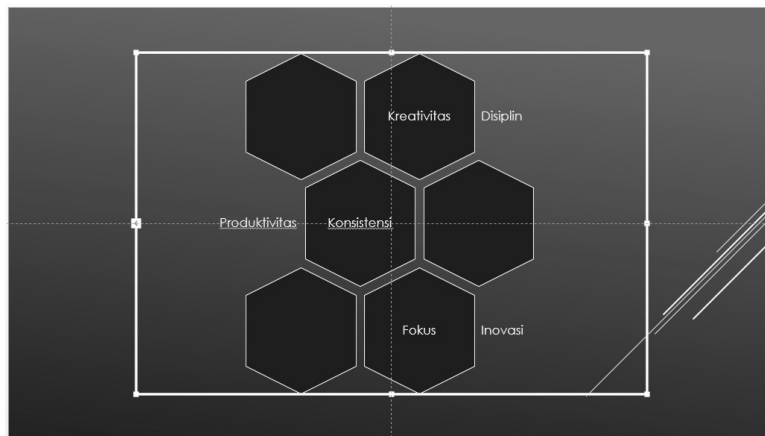 Kreativitas
Disiplin
Produktivitas
Konsistensi
Fokus
Inovasi